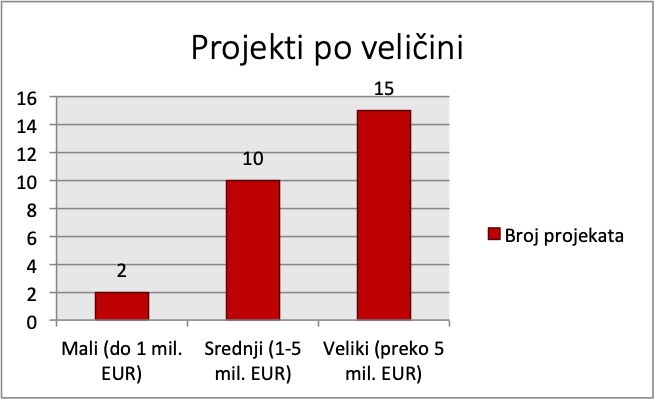 Projekti po veličini
16
14
12
10
8
6
4
2
0
2
10
15
Mali (do 1 mil.
EUR)
Srednji (1-5
mil. EUR)
Veliki (preko 5
mil. EUR)
Broj projekata